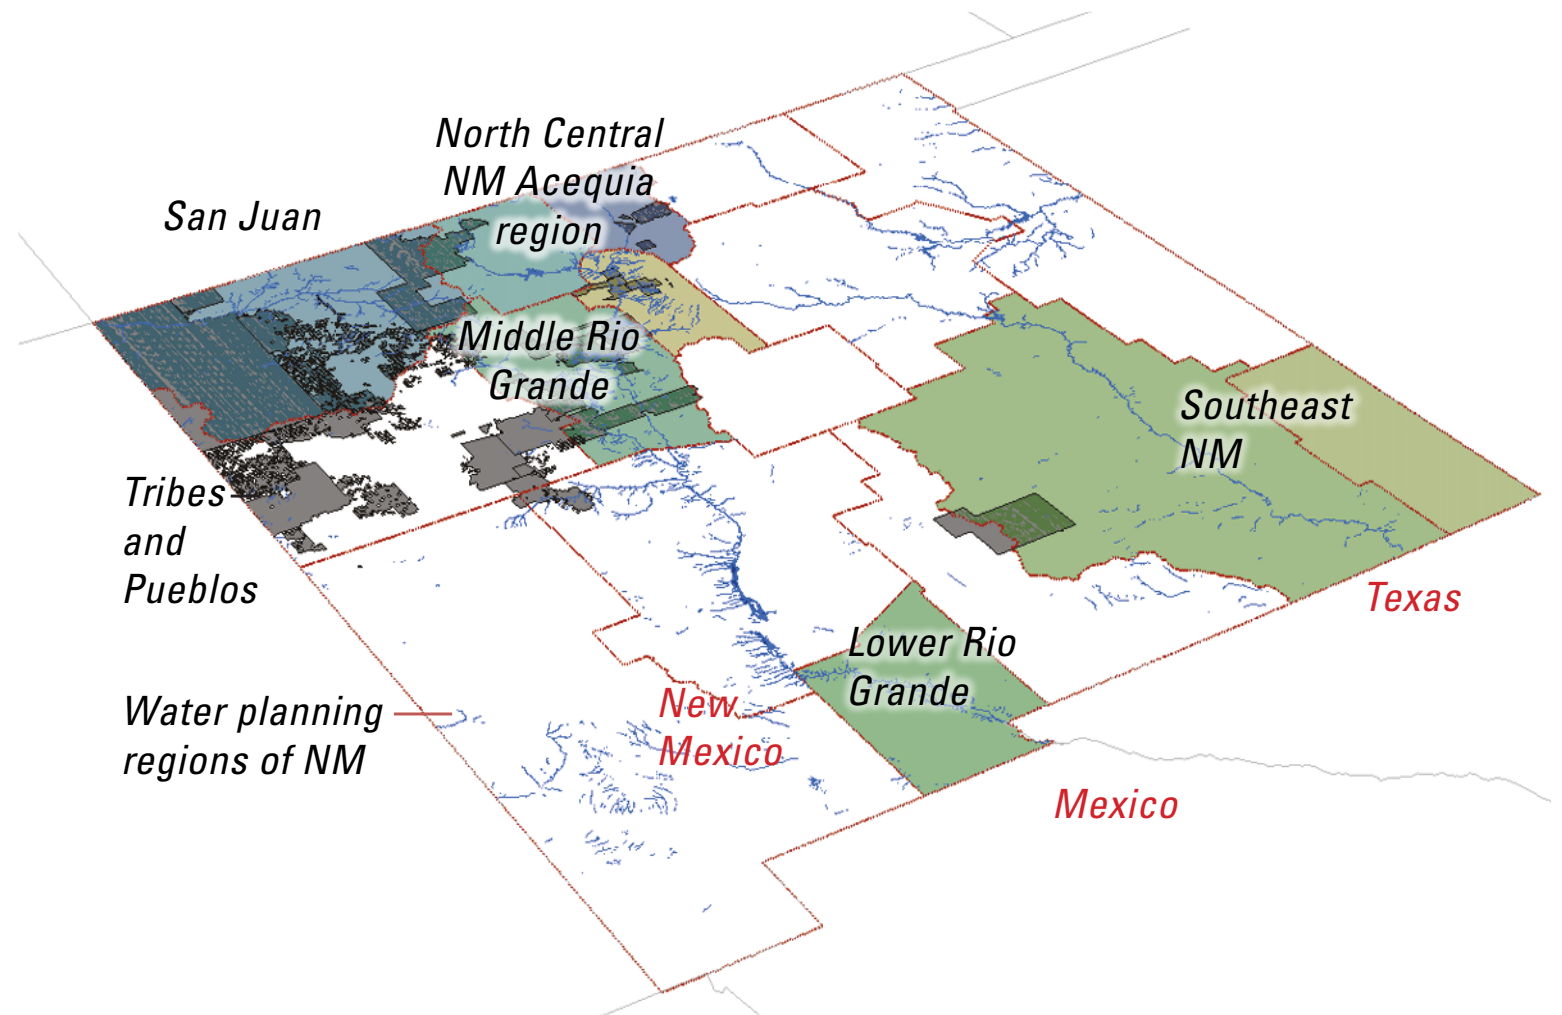 North Central
NM Acequia
region
San Juan
Middle Rio
Grande
Southeast
NM
Tribes
and
Pueblos
Texas
Lower Rio
Grande
Water planning
regions of NM
New
Mexico
Mexico